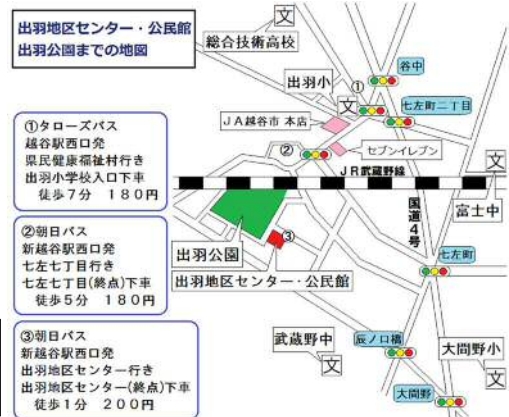 出羽地区センター・公民館
出羽公園までの地図
①タローズバス
越谷駅西口発
県民健康福祉村行き
出羽小学校入口下車
徒歩7分 180円
②朝日バス
新越谷駅西口発
七左七丁目行き
七左七丁目(終点)下車
徒歩5分 180円
③朝日バス
新越谷駅西口発
出羽地区センター行き
出羽地区センター(終点)下車
徒歩1分 200円
文
総合技術高校
谷中
出羽小
①
文
七左町二丁目
JA越谷市 本店
②
セブンイレブン
JR武蔵野線
文
富士中
国道4号
出羽公園
③
出羽地区センター・公民館
七左町
武蔵野中
文
辰ノ口橋
大間野小
文
大間野